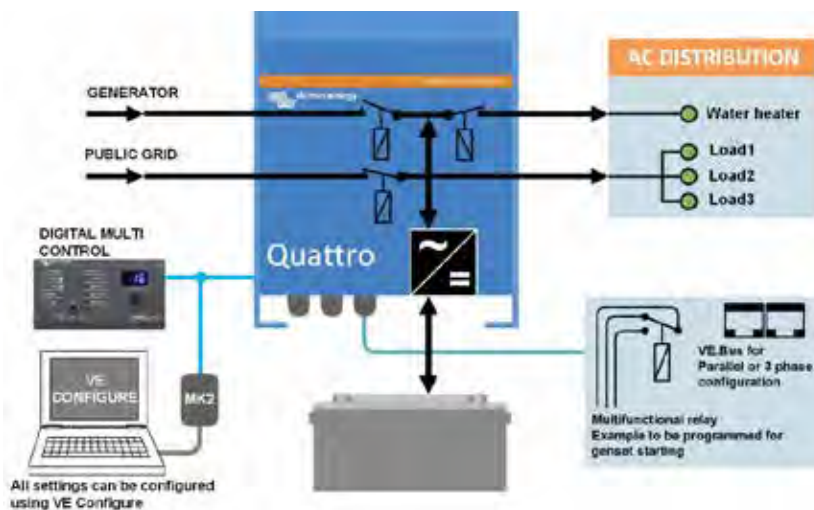 AC DISTRIBUTION
GENERATOR
victron energy
Water heater
PUBLIC GRID
Load1
Load2
Load3
DIGITAL MULTI
CONTROL
Quattro
VE
CONFIGURE
MK2
VE.Bus for
Parallel or 3 phase
configuration
Multifunctional relay
Example to be programmed for
genset starting
All settings can be configured
using VE Configure